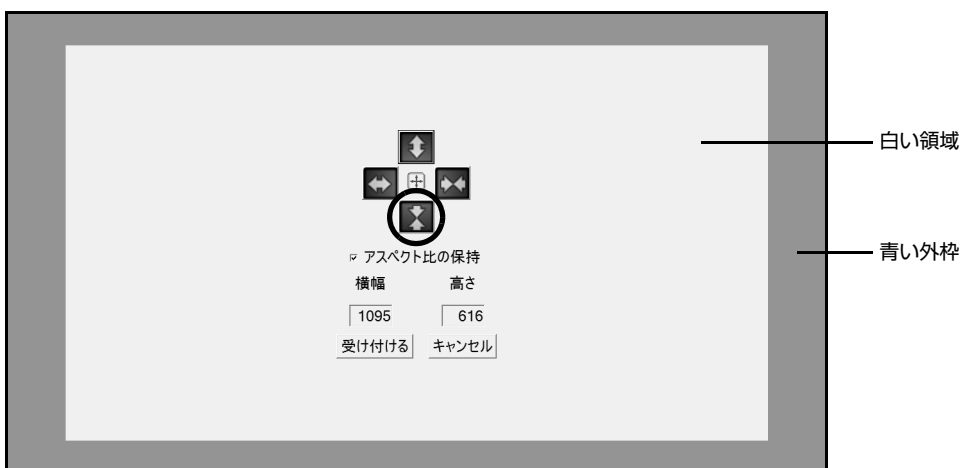 白い領域
青い外枠
アスペクト比の保持
横幅 高さ
1095 616
受け付ける キャンセル